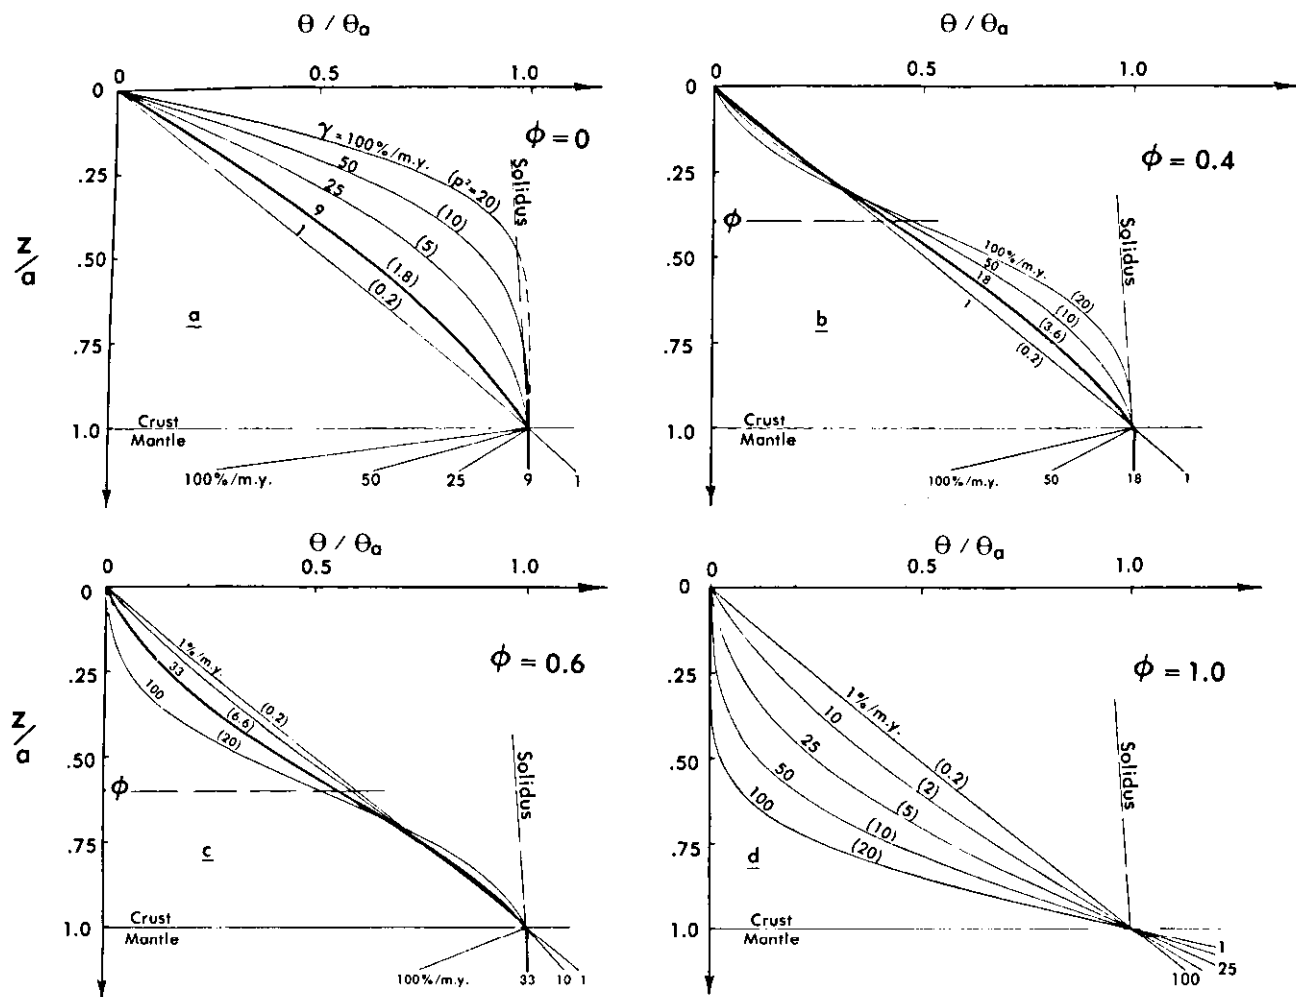 Θ / Θa
0 0.5 1.0
0
.25
.50
.75
1.0
z/a
ϕ = 0
γ = 100%/m.y. (p²=20)
50 (10)
25 (5)
9 (1.8)
1 (0.2)
Solidus
a
Crust
Mantle
100%/m.y. 50 25 9 1
Θ / Θa
0 0.5 1.0
0
.25
.50
.75
1.0
ϕ = 0.4
ϕ
100%/m.y. (20)
50 (10)
18 (3.6)
1 (0.2)
Solidus
b
Crust
Mantle
100%/m.y. 50 18 1
Θ / Θa
0 0.5 1.0
0
.25
.50
.75
1.0
z/a
ϕ = 0.6
ϕ
1%/m.y. (0.2)
33 (6.6)
100 (20)
Solidus
c
Crust
Mantle
100%/m.y. 33 10 1
Θ / Θa
0 0.5 1.0
0
.25
.50
.75
1.0
ϕ = 1.0
1%/m.y. (0.2)
10 (2)
25 (5)
50 (10)
100 (20)
Solidus
d
Crust
Mantle
1
25
100